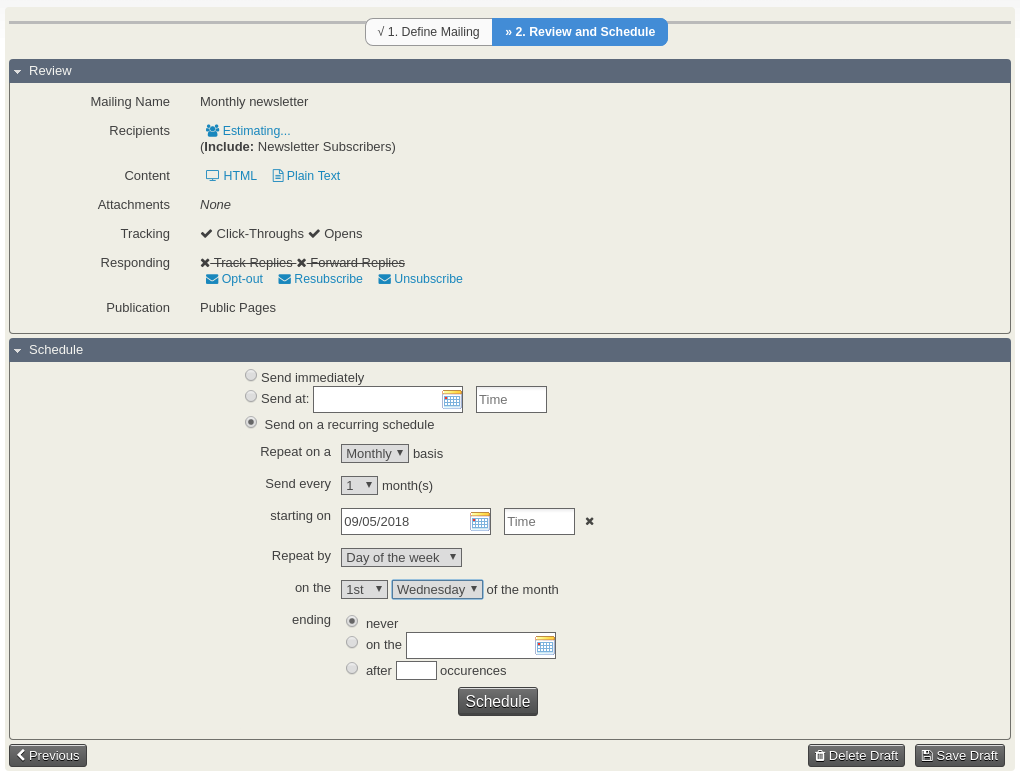 √ 1. Define Mailing » 2. Review and Schedule
Review
Mailing Name Monthly newsletter
Recipients Estimating...
(Include: Newsletter Subscribers)
Content HTML Plain Text
Attachments None
Tracking ✔ Click-Throughs ✔ Opens
Responding ✖ Track Replies ✖ Forward Replies
Opt-out Resubscribe Unsubscribe
Publication Public Pages
Schedule
Send immediately
Send at: Time
Send on a recurring schedule
Repeat on a Monthly basis
Send every 1 month(s)
starting on 09/05/2018 Time ✖
Repeat by Day of the week
on the 1st Wednesday of the month
ending never
on the
after occurences
Schedule
Previous Delete Draft Save Draft